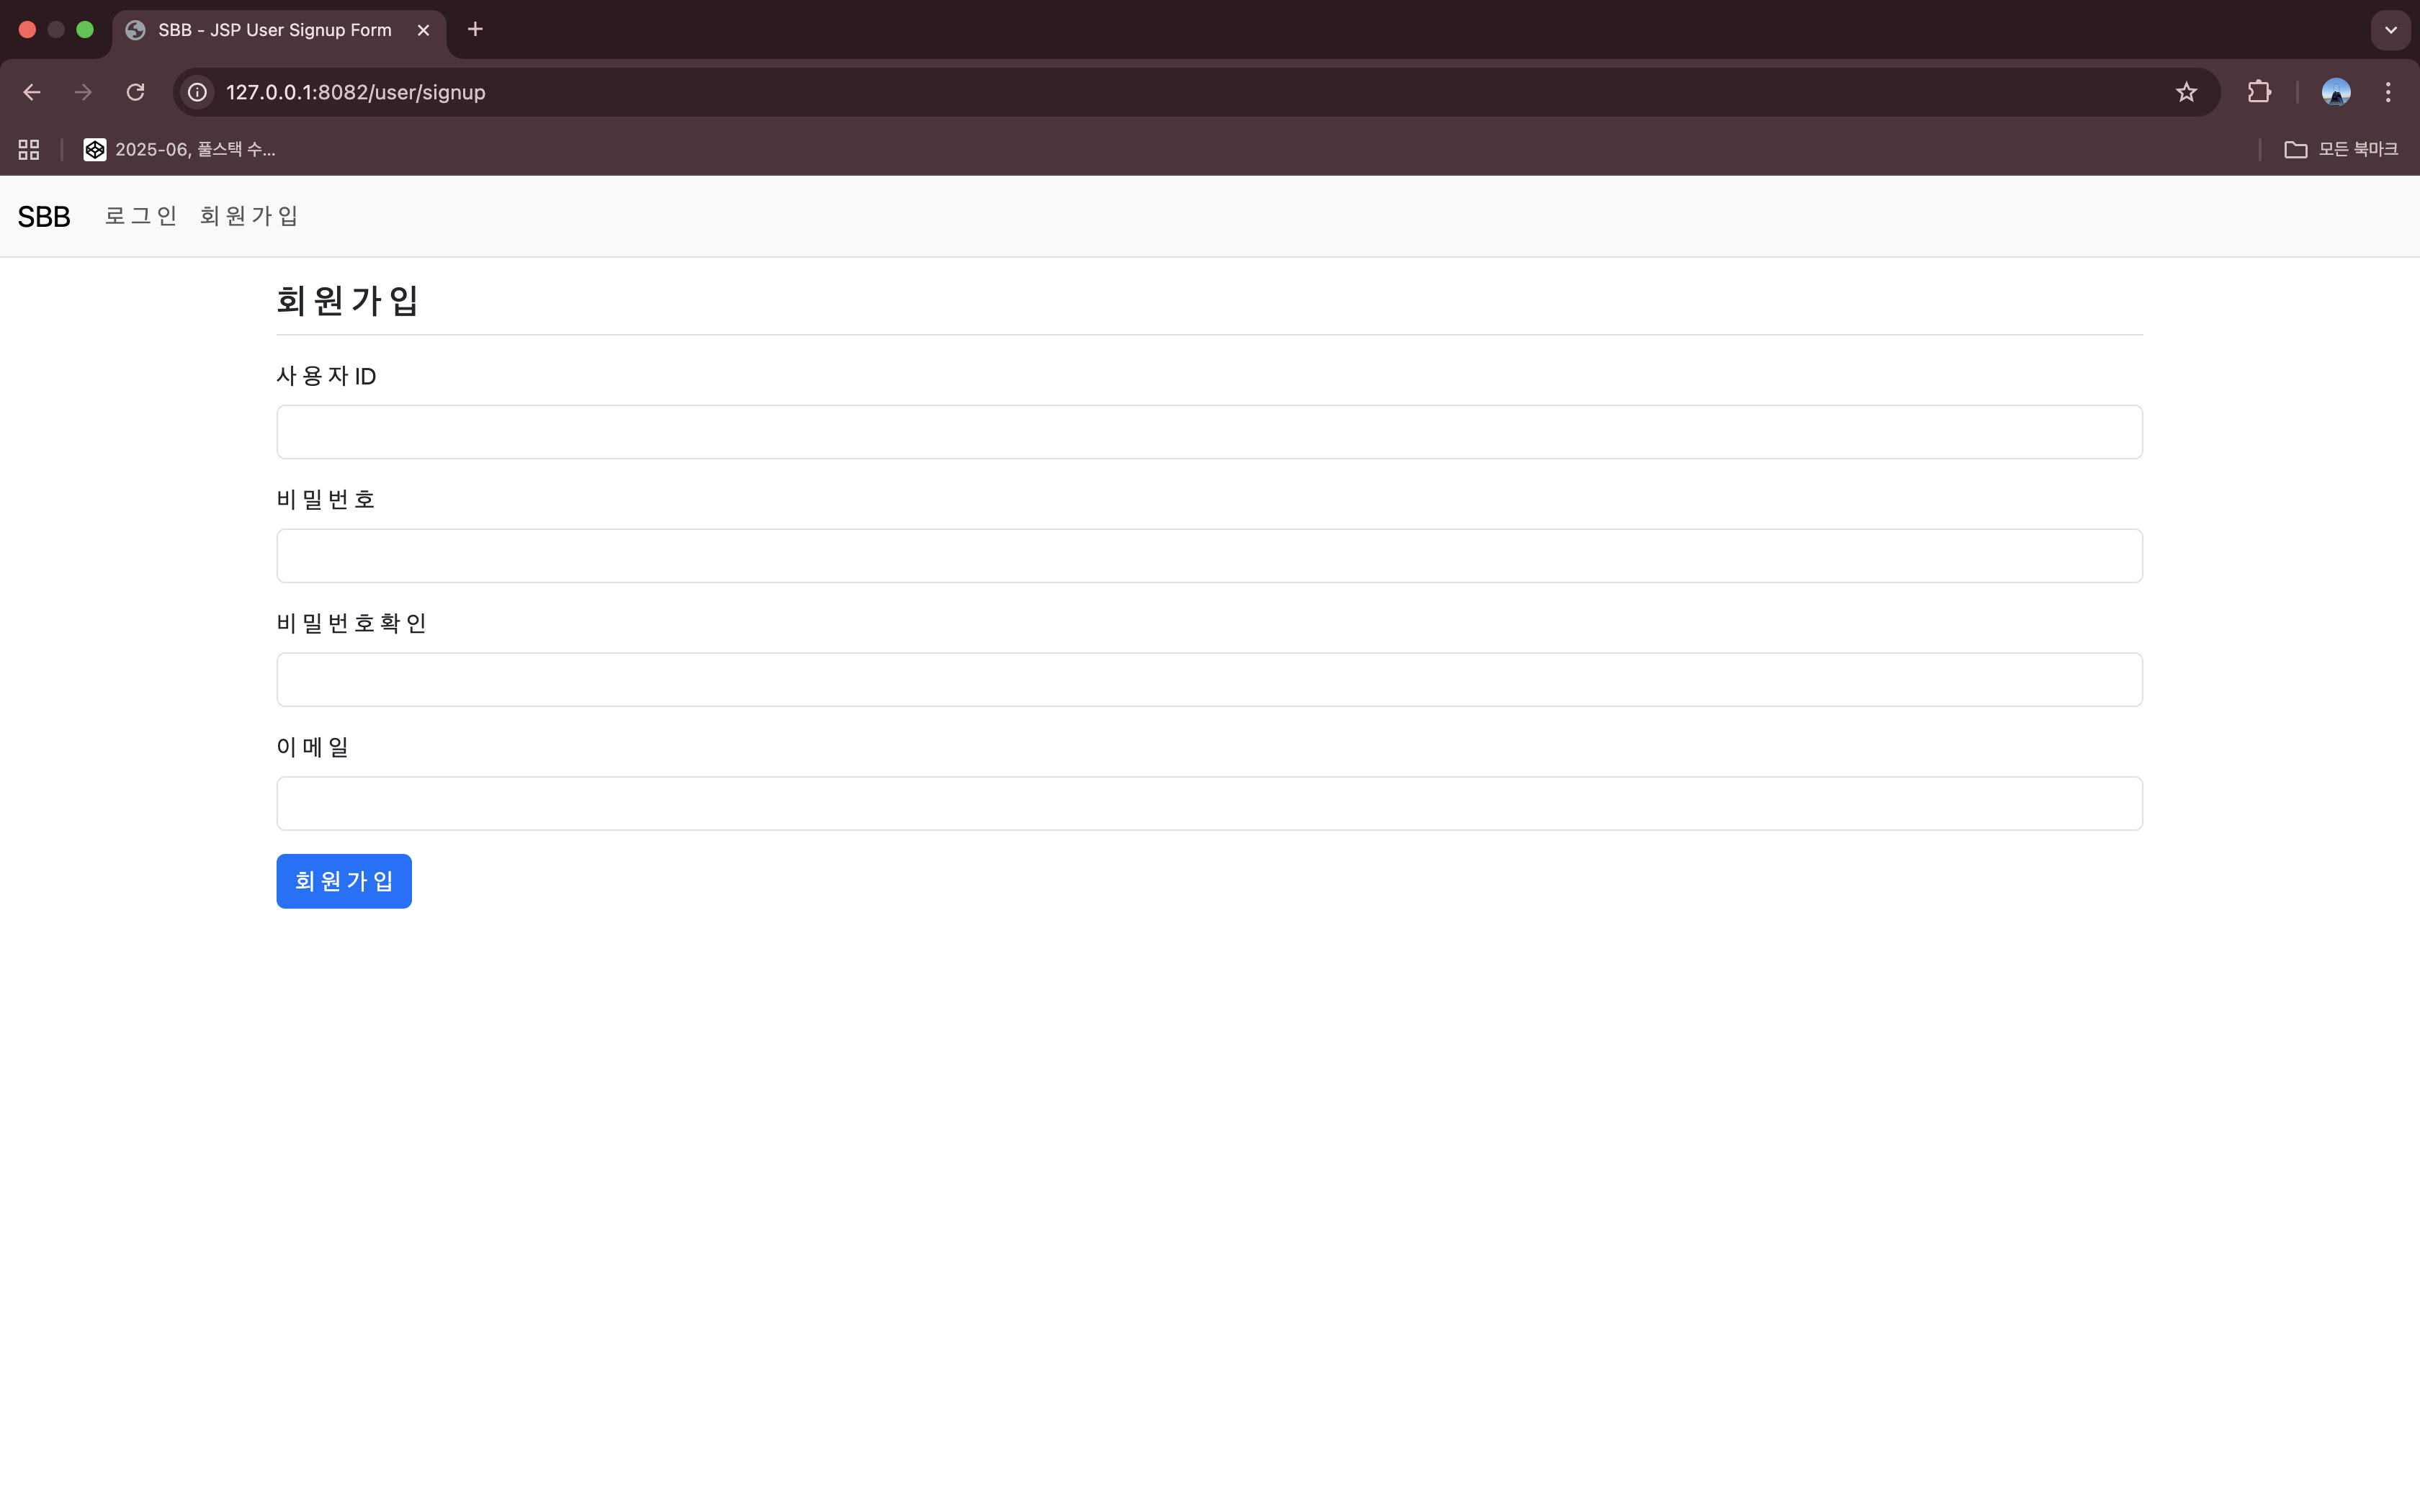 SBB - JSP User Signup Form
127.0.0.1:8082/user/signup
2025-06, 풀스택 수...
모든 북마크
SBB 로그인 회원가입
회원가입
사용자ID
비밀번호
비밀번호확인
이메일
회원가입